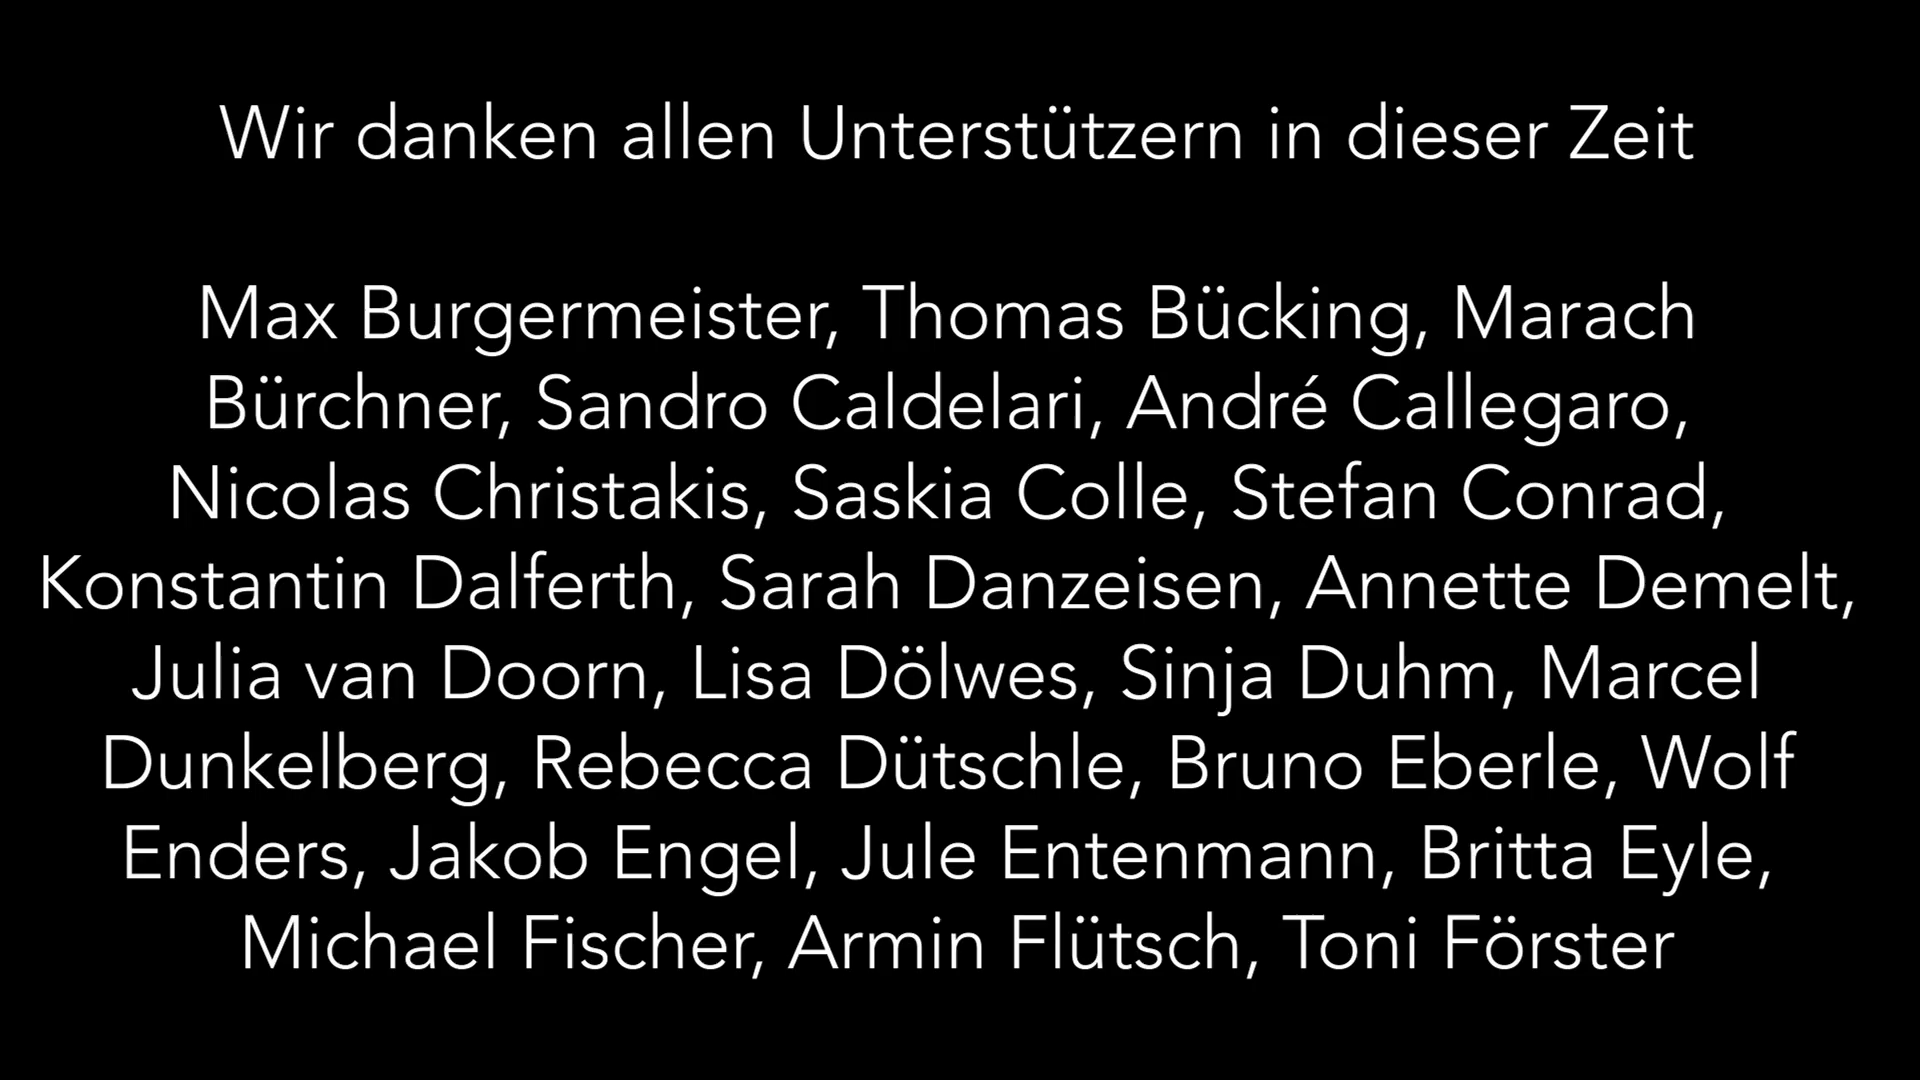 Wir danken allen Unterstützern in dieser Zeit
Max Burgermeister, Thomas Bücking, Marach
Bürchner, Sandro Caldelari, André Callegaro,
Nicolas Christakis, Saskia Colle, Stefan Conrad,
Konstantin Dalferth, Sarah Danzeisen, Annette Demelt,
Julia van Doorn, Lisa Dölwes, Sinja Duhm, Marcel
Dunkelberg, Rebecca Dütschle, Bruno Eberle, Wolf
Enders, Jakob Engel, Jule Entenmann, Britta Eyle,
Michael Fischer, Armin Flütsch, Toni Förster